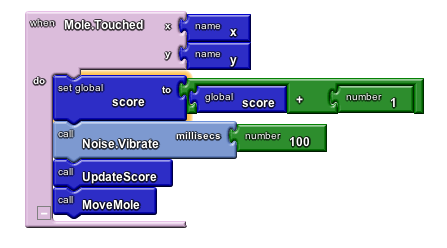 when Mole.Touched x name x
y name y
do set global score to global score + number 1
call Noise.Vibrate millisecs number 100
call UpdateScore
call MoveMole